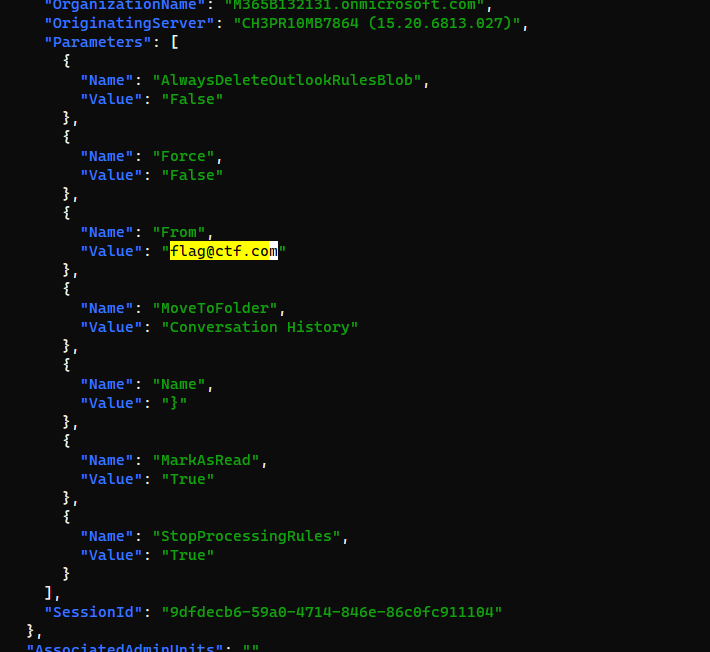 "OrganizationName": "M365B132131.onmicrosoft.com",
"OriginatingServer": "CH3PR10MB7864 (15.20.6813.027)",
"Parameters": [
{
"Name": "AlwaysDeleteOutlookRulesBlob",
"Value": "False"
},
{
"Name": "Force",
"Value": "False"
},
{
"Name": "From",
"Value": "flag@ctf.com"
},
{
"Name": "MoveToFolder",
"Value": "Conversation History"
},
{
"Name": "Name",
"Value": "}"
},
{
"Name": "MarkAsRead",
"Value": "True"
},
{
"Name": "StopProcessingRules",
"Value": "True"
}
],
"SessionId": "9dfdecb6-59a0-4714-846e-86c0fc911104"
},
"AssociatedAdminUnits": ""